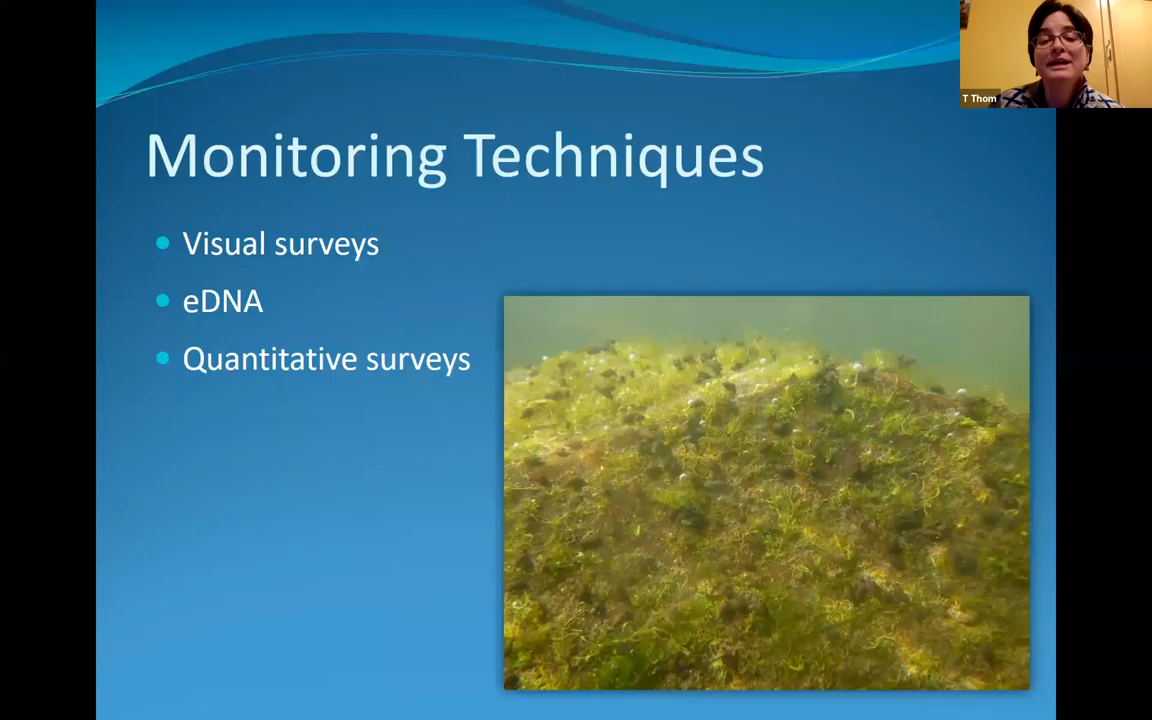 T Thom
Monitoring Techniques
Visual surveys
eDNA
Quantitative surveys